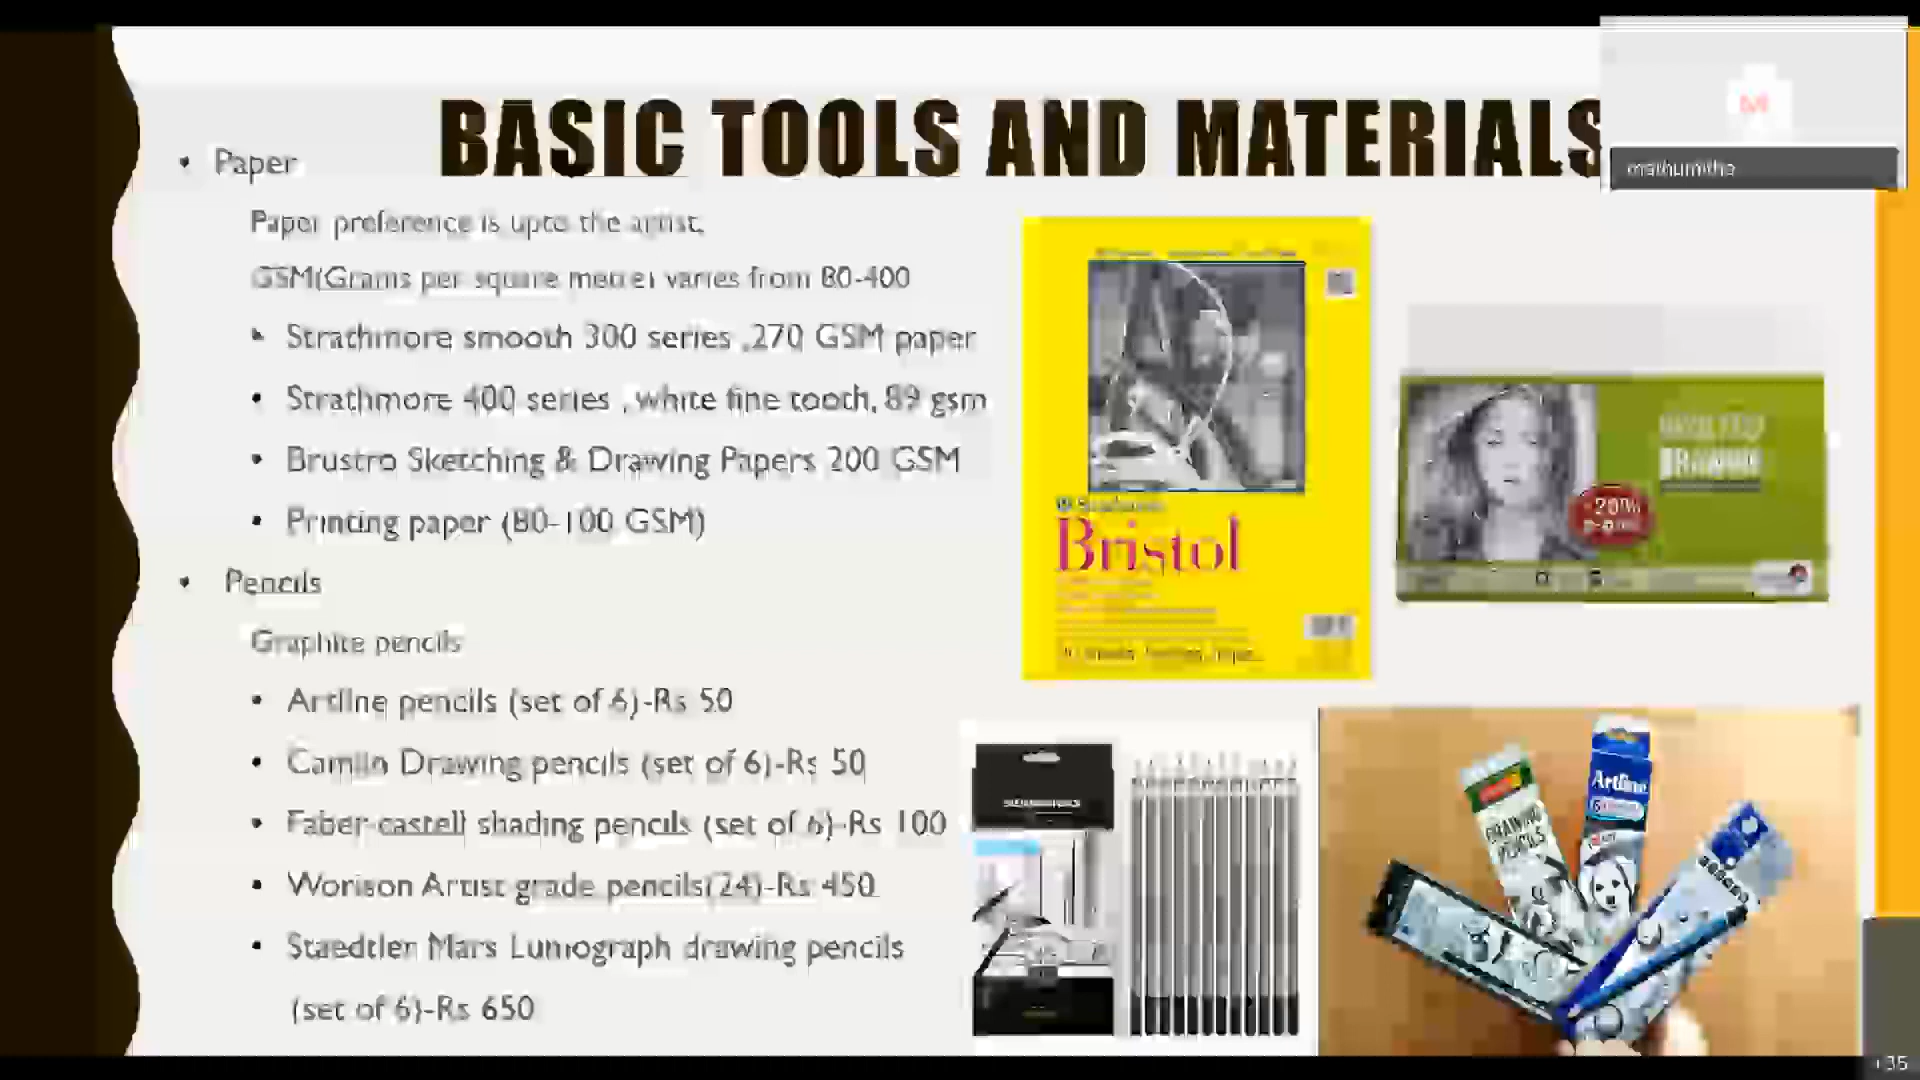 BASIC TOOLS AND MATERIALS
mathumitha
• Paper
Paper preference is upto the artist.
GSM(Grams per square metre) varies from 80-400
• Strathmore smooth 300 series ,270 GSM paper
• Strathmore 400 series , white fine tooth, 89 gsm
• Brustro Sketching & Drawing Papers 200 GSM
• Printing paper (80-100 GSM)
• Pencils
Graphite pencils
• Artline pencils (set of 6)-Rs 50
• Camlin Drawing pencils (set of 6)-Rs 50
• Faber-castell shading pencils (set of 6)-Rs 100
• Worison Artist grade pencils(24)-Rs 450
• Staedtler Mars Lumograph drawing pencils
(set of 6)-Rs 650
Bristol
DRAWING
-20%
DRAWING
PENCILS
Artline
M
+35